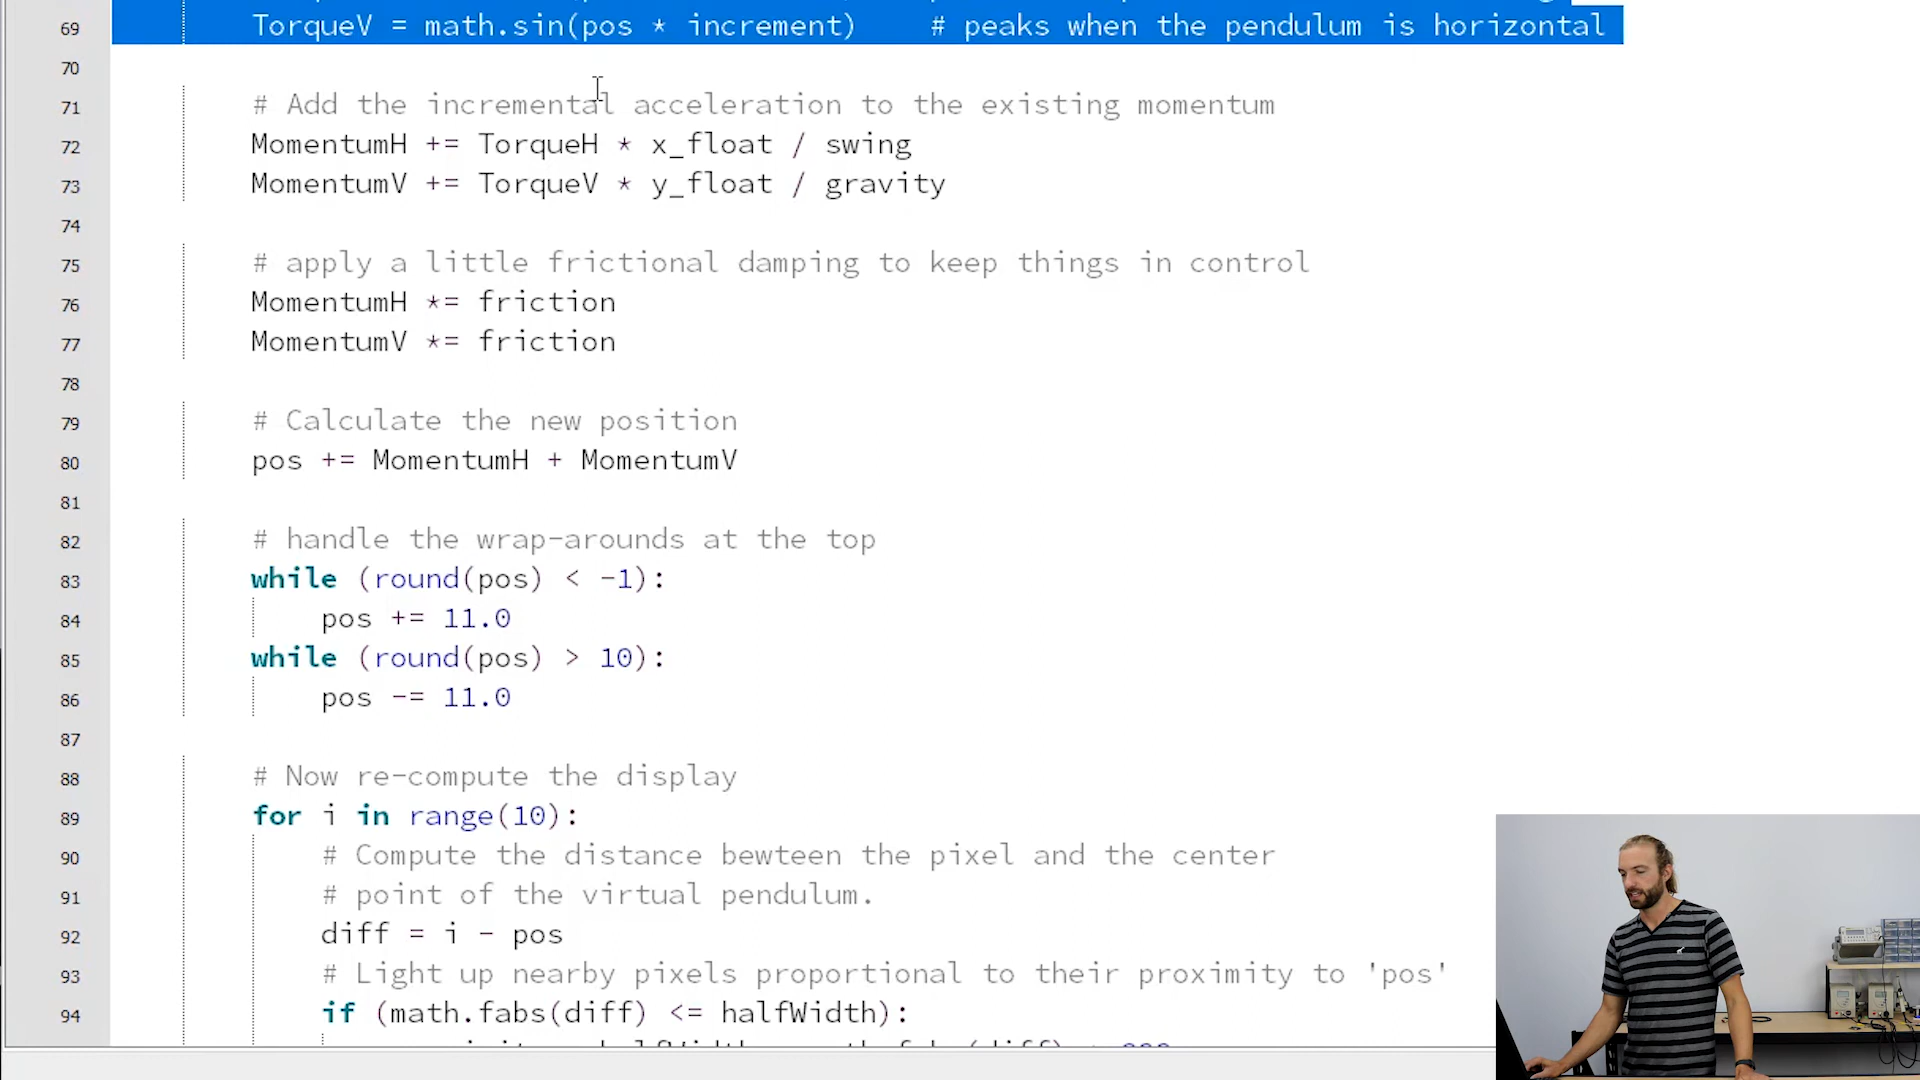 69 TorqueV = math.sin(pos * increment) # peaks when the pendulum is horizontal
70
71 # Add the incremental acceleration to the existing momentum
72 MomentumH += TorqueH * x_float / swing
73 MomentumV += TorqueV * y_float / gravity
74
75 # apply a little frictional damping to keep things in control
76 MomentumH *= friction
77 MomentumV *= friction
78
79 # Calculate the new position
80 pos += MomentumH + MomentumV
81
82 # handle the wrap-arounds at the top
83 while (round(pos) < -1):
84 pos += 11.0
85 while (round(pos) > 10):
86 pos -= 11.0
87
88 # Now re-compute the display
89 for i in range(10):
90 # Compute the distance bewteen the pixel and the center
91 # point of the virtual pendulum.
92 diff = i - pos
93 # Light up nearby pixels proportional to their proximity to 'pos'
94 if (math.fabs(diff) <= halfWidth):